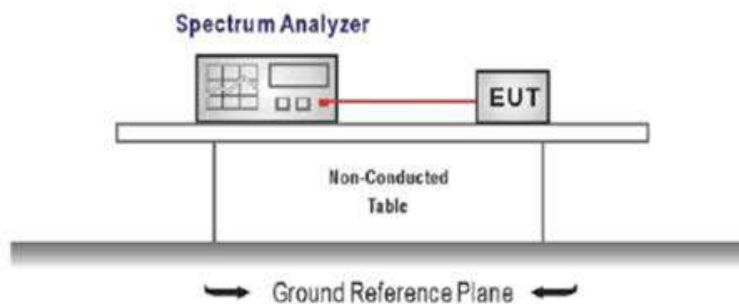 Spectrum Analyzer
EUT
Non-Conducted
Table
Ground Reference Plane